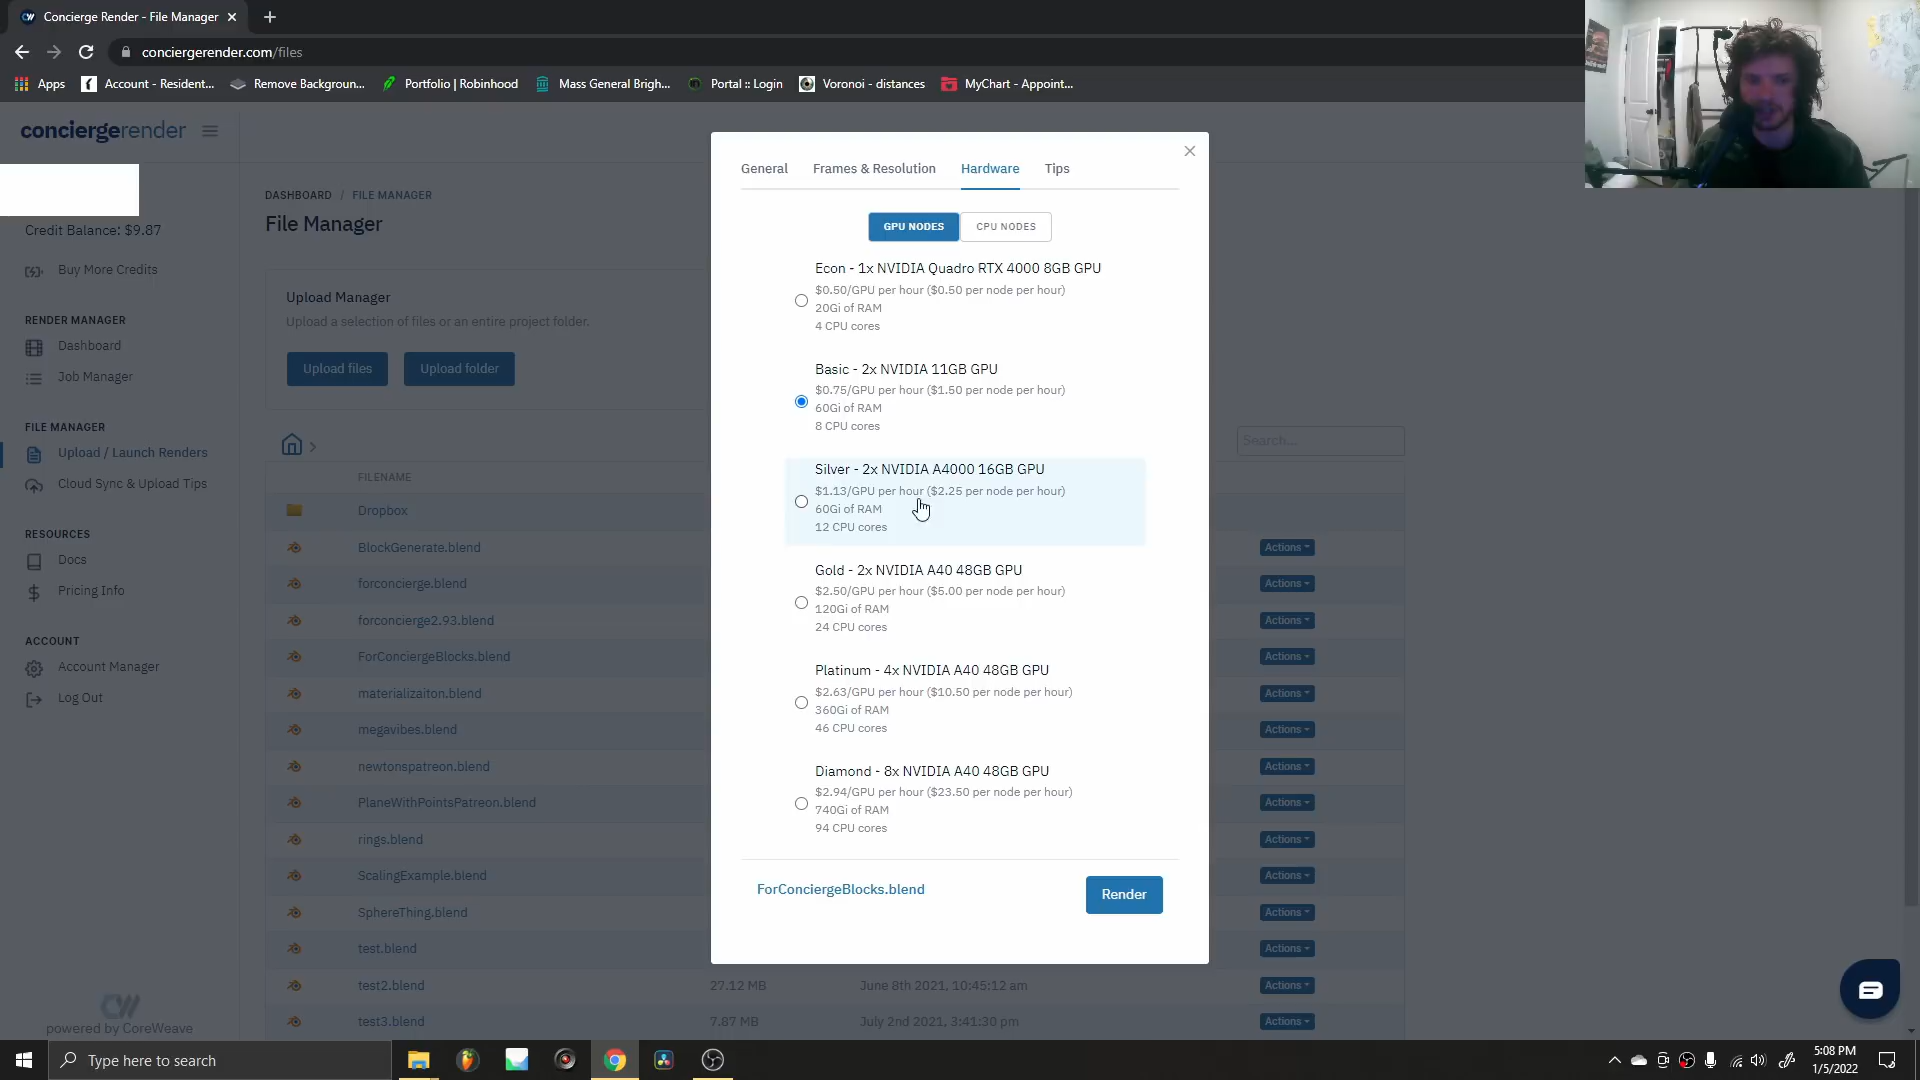 Concierge Render - File Manager
conciergerender.com/files
Apps
Account - Resident...
Remove Backgroun...
Portfolio | Robinhood
Mass General Brigh...
Portal :: Login
Voronoi - distances
MyChart - Appoint...
conciergerender
Credit Balance: $9.87
Buy More Credits
RENDER MANAGER
Dashboard
Job Manager
FILE MANAGER
Upload / Launch Renders
Cloud Sync & Upload Tips
RESOURCES
Docs
Pricing Info
ACCOUNT
Account Manager
Log Out
CW
powered by CoreWeave
DASHBOARD / FILE MANAGER
File Manager
Upload Manager
Upload a selection of files or an entire project folder.
Upload files
Upload folder
Search...
FILENAME
Dropbox
BlockGenerate.blend
Actions
forconcierge.blend
Actions
forconcierge2.93.blend
Actions
ForConciergeBlocks.blend
Actions
materializaiton.blend
Actions
megavibes.blend
Actions
newtonspatreon.blend
Actions
PlaneWithPointsPatreon.blend
Actions
rings.blend
Actions
ScalingExample.blend
Actions
SphereThing.blend
Actions
test.blend
Actions
test2.blend 27.12 MB June 8th 2021, 10:45:12 am Actions
test3.blend 7.87 MB July 2nd 2021, 3:41:30 pm Actions
General
Frames & Resolution
Hardware
Tips
GPU NODES
CPU NODES
Econ - 1x NVIDIA Quadro RTX 4000 8GB GPU
$0.50/GPU per hour ($0.50 per node per hour)
20Gi of RAM
4 CPU cores
Basic - 2x NVIDIA 11GB GPU
$0.75/GPU per hour ($1.50 per node per hour)
60Gi of RAM
8 CPU cores
Silver - 2x NVIDIA A4000 16GB GPU
$1.13/GPU per hour ($2.25 per node per hour)
60Gi of RAM
12 CPU cores
Gold - 2x NVIDIA A40 48GB GPU
$2.50/GPU per hour ($5.00 per node per hour)
120Gi of RAM
24 CPU cores
Platinum - 4x NVIDIA A40 48GB GPU
$2.63/GPU per hour ($10.50 per node per hour)
360Gi of RAM
46 CPU cores
Diamond - 8x NVIDIA A40 48GB GPU
$2.94/GPU per hour ($23.50 per node per hour)
740Gi of RAM
94 CPU cores
ForConciergeBlocks.blend
Render
Type here to search
5:08 PM
1/5/2022